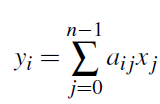 y_i = \sum_{j=0}^{n-1} a_{ij} x_j